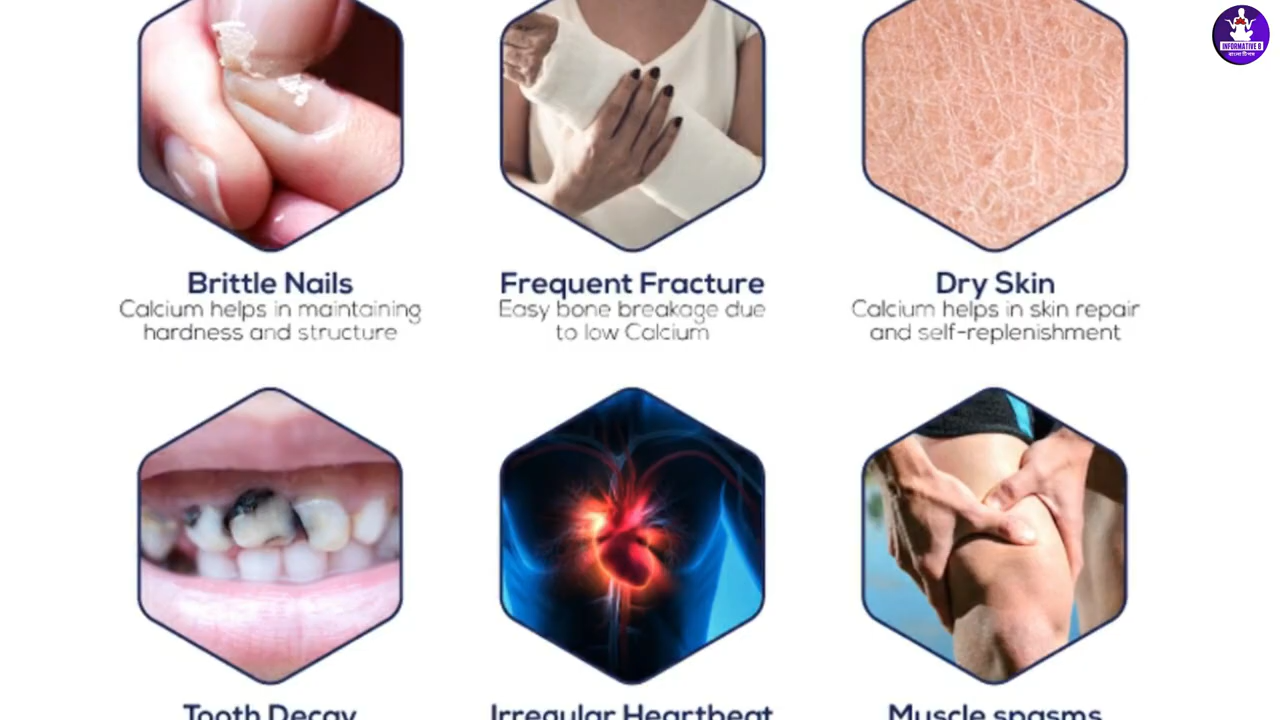 INFORMATIVE B
বাংলা টিপস
Brittle Nails
Calcium helps in maintaining
hardness and structure
Frequent Fracture
Easy bone breakage due
to low Calcium
Dry Skin
Calcium helps in skin repair
and self-replenishment
Tooth Decay
Irregular Heartbeat
Muscle spasms